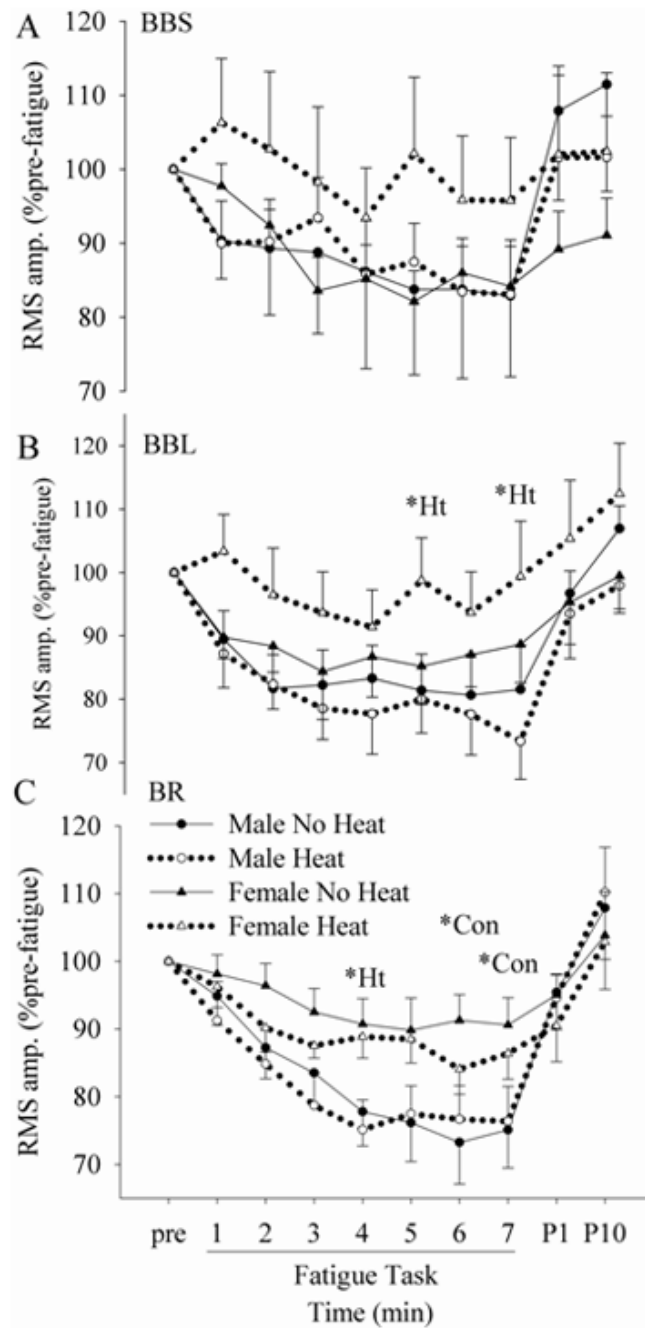 A BBS
120
110
100
90
80
70
RMS amp. (%pre-fatigue)
B BBL
120
110
100
90
80
70
RMS amp. (%pre-fatigue)
*Ht
*Ht
C BR
120
110
100
90
80
70
RMS amp. (%pre-fatigue)
Male No Heat
Male Heat
Female No Heat
Female Heat
*Ht
*Con
*Con
pre 1 2 3 4 5 6 7 P1 P10
Fatigue Task
Time (min)